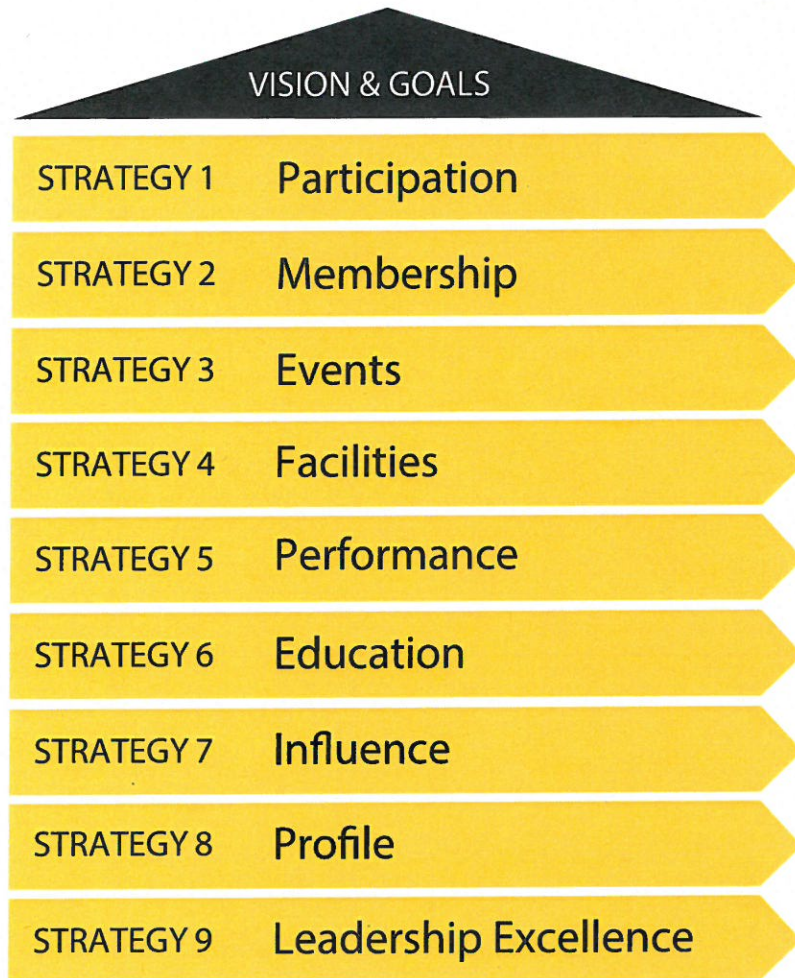 VISION & GOALS
STRATEGY 1 Participation
STRATEGY 2 Membership
STRATEGY 3 Events
STRATEGY 4 Facilities
STRATEGY 5 Performance
STRATEGY 6 Education
STRATEGY 7 Influence
STRATEGY 8 Profile
STRATEGY 9 Leadership Excellence